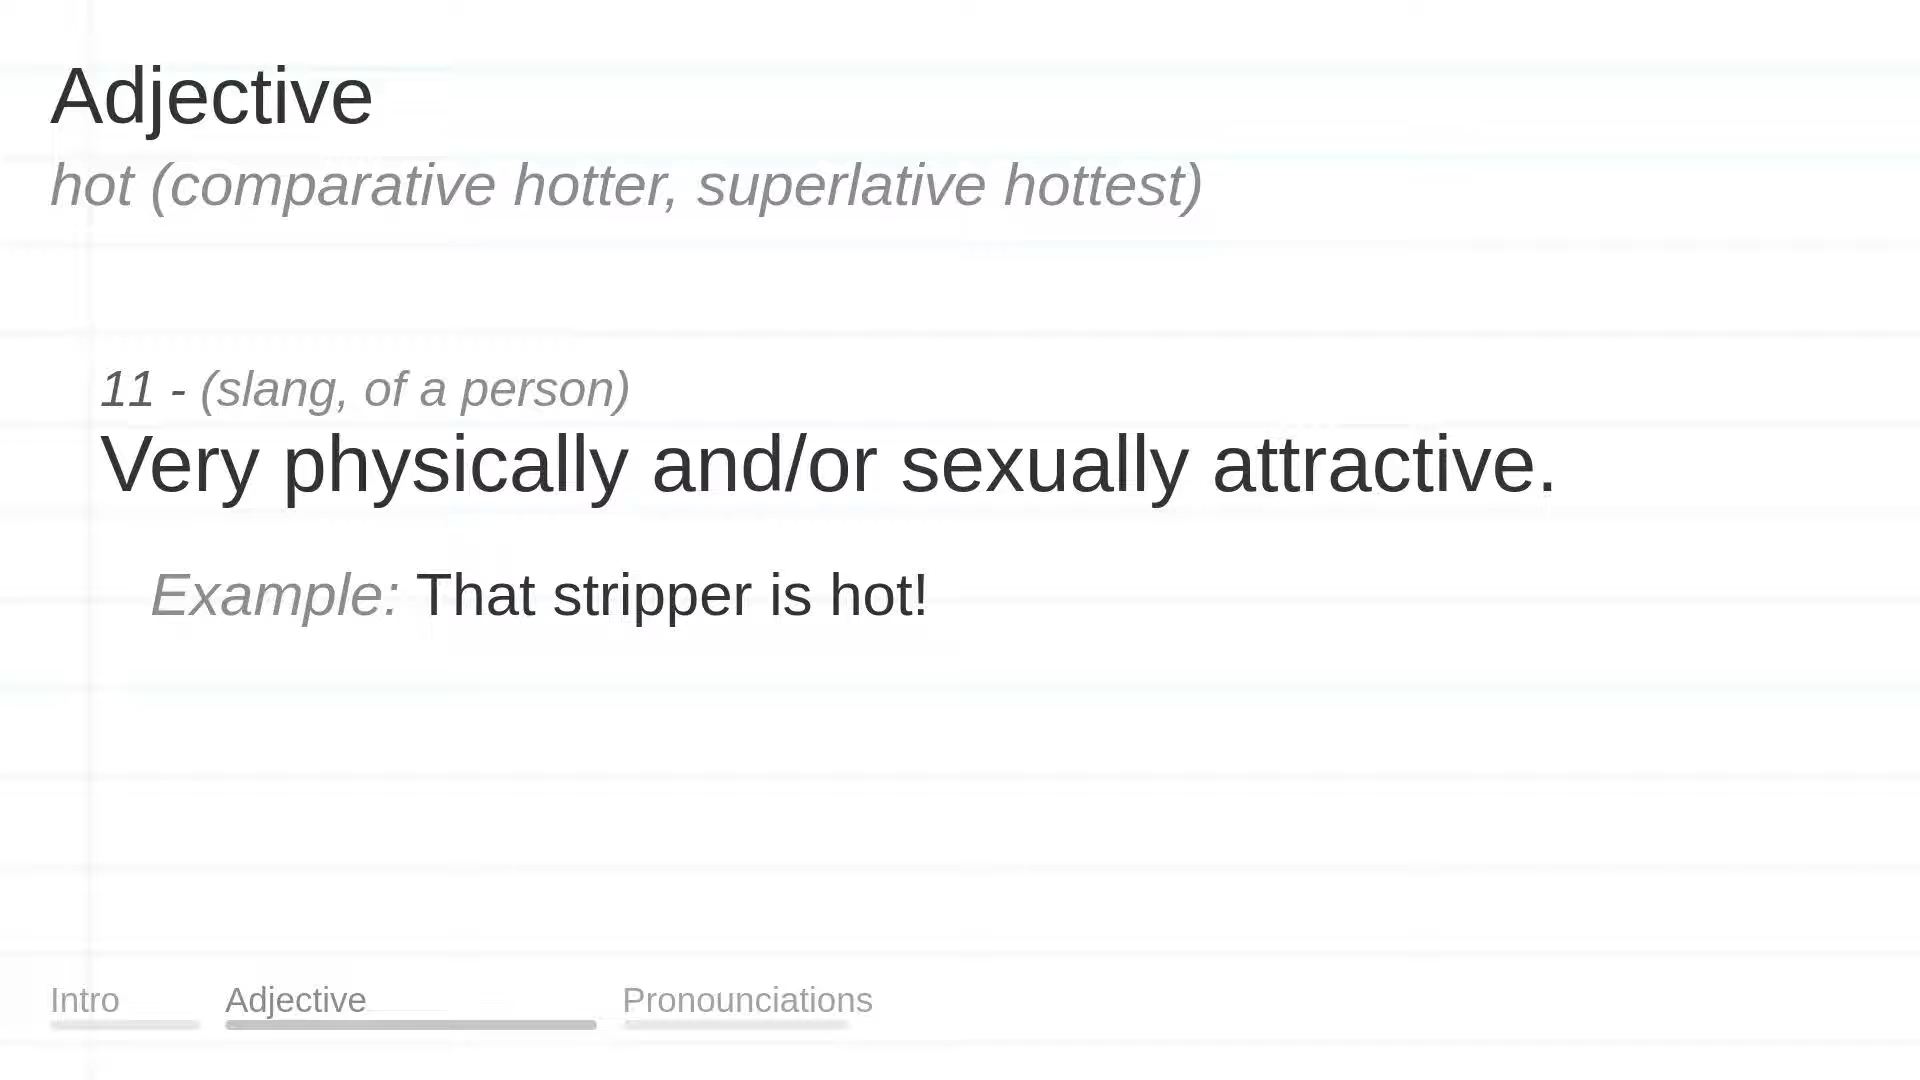 Adjective
hot (comparative hotter, superlative hottest)
11 - (slang, of a person)
Very physically and/or sexually attractive.
Example: That stripper is hot!
Intro Adjective Pronounciations